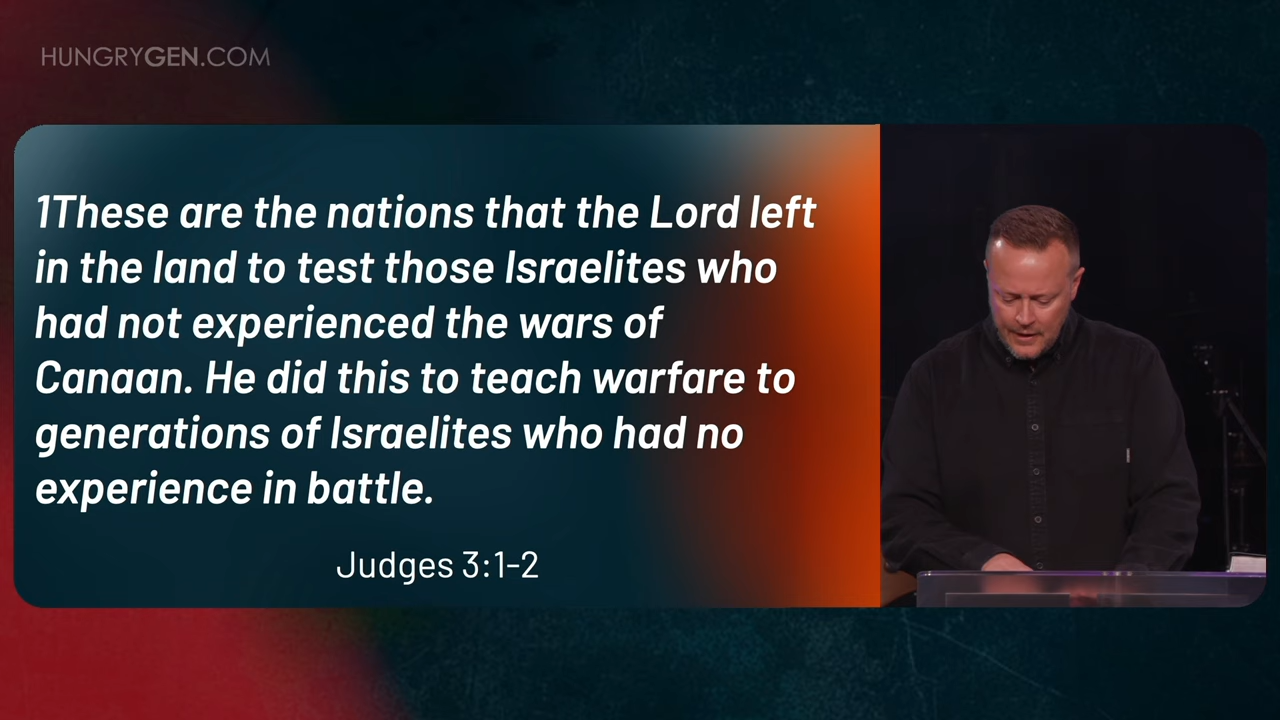 HUNGRYGEN.COM
1These are the nations that the Lord left
in the land to test those Israelites who
had not experienced the wars of
Canaan. He did this to teach warfare to
generations of Israelites who had no
experience in battle.
Judges 3:1-2